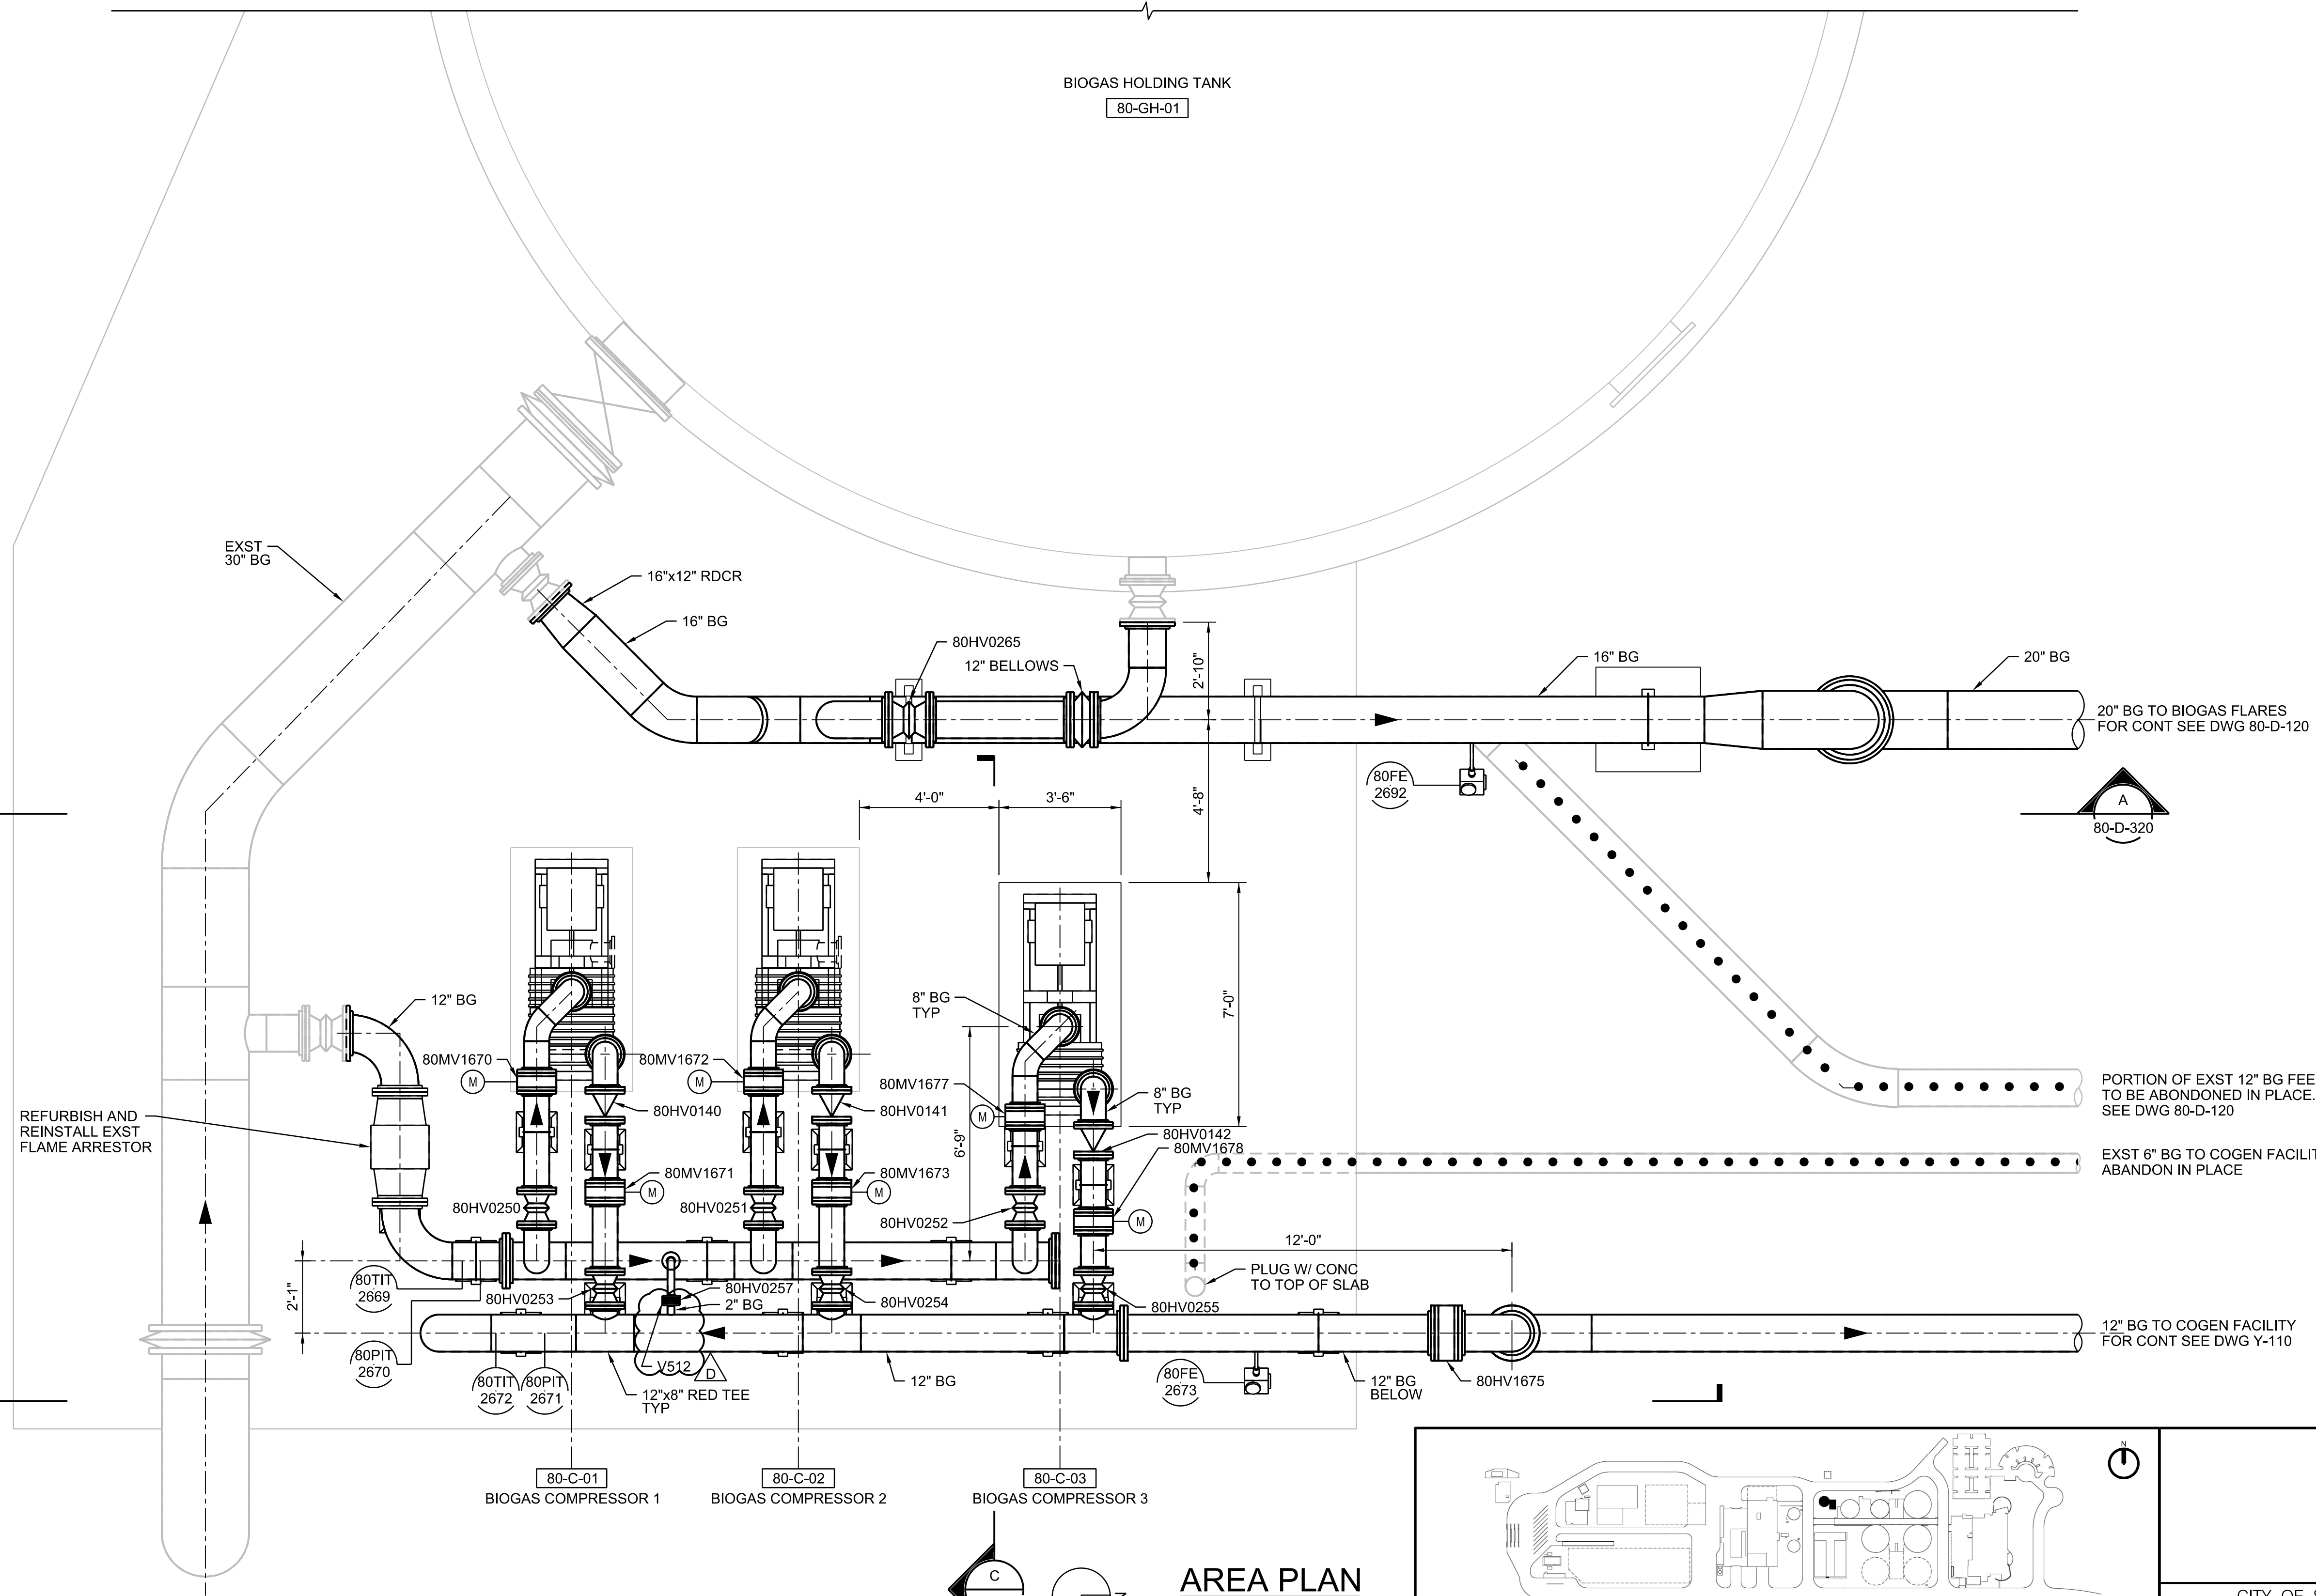 BIOGAS HOLDING TANK
80-GH-01
EXST
30" BG
16"x12" RDCR
16" BG
80HV0265
12" BELLOWS
2'-10"
16" BG
20" BG
20" BG TO BIOGAS FLARES
FOR CONT SEE DWG 80-D-120
80FE
2692
4'-0"
3'-6"
4'-8"
A
80-D-320
12" BG
8" BG
TYP
7'-0"
80MV1670
M
80MV1672
M
80MV1677
M
8" BG
TYP
PORTION OF EXST 12" BG FEE
TO BE ABONDONED IN PLACE.
SEE DWG 80-D-120
REFURBISH AND
REINSTALL EXST
FLAME ARRESTOR
80HV0140
80HV0141
6'-9"
80HV0142
80MV1678
EXST 6" BG TO COGEN FACILIT
ABANDON IN PLACE
80MV1671
M
80MV1673
M
80HV0250
80HV0251
80HV0252
M
12'-0"
PLUG W/ CONC
TO TOP OF SLAB
2'-1"
80TIT
2669
80HV0253
80HV0257
2" BG
80HV0254
80HV0255
12" BG TO COGEN FACILITY
FOR CONT SEE DWG Y-110
80PIT
2670
80TIT
2672
80PIT
2671
V512
D
12"x8" RED TEE
TYP
12" BG
80FE
2673
12" BG
BELOW
80HV1675
80-C-01
BIOGAS COMPRESSOR 1
80-C-02
BIOGAS COMPRESSOR 2
80-C-03
BIOGAS COMPRESSOR 3
N
C
AREA PLAN